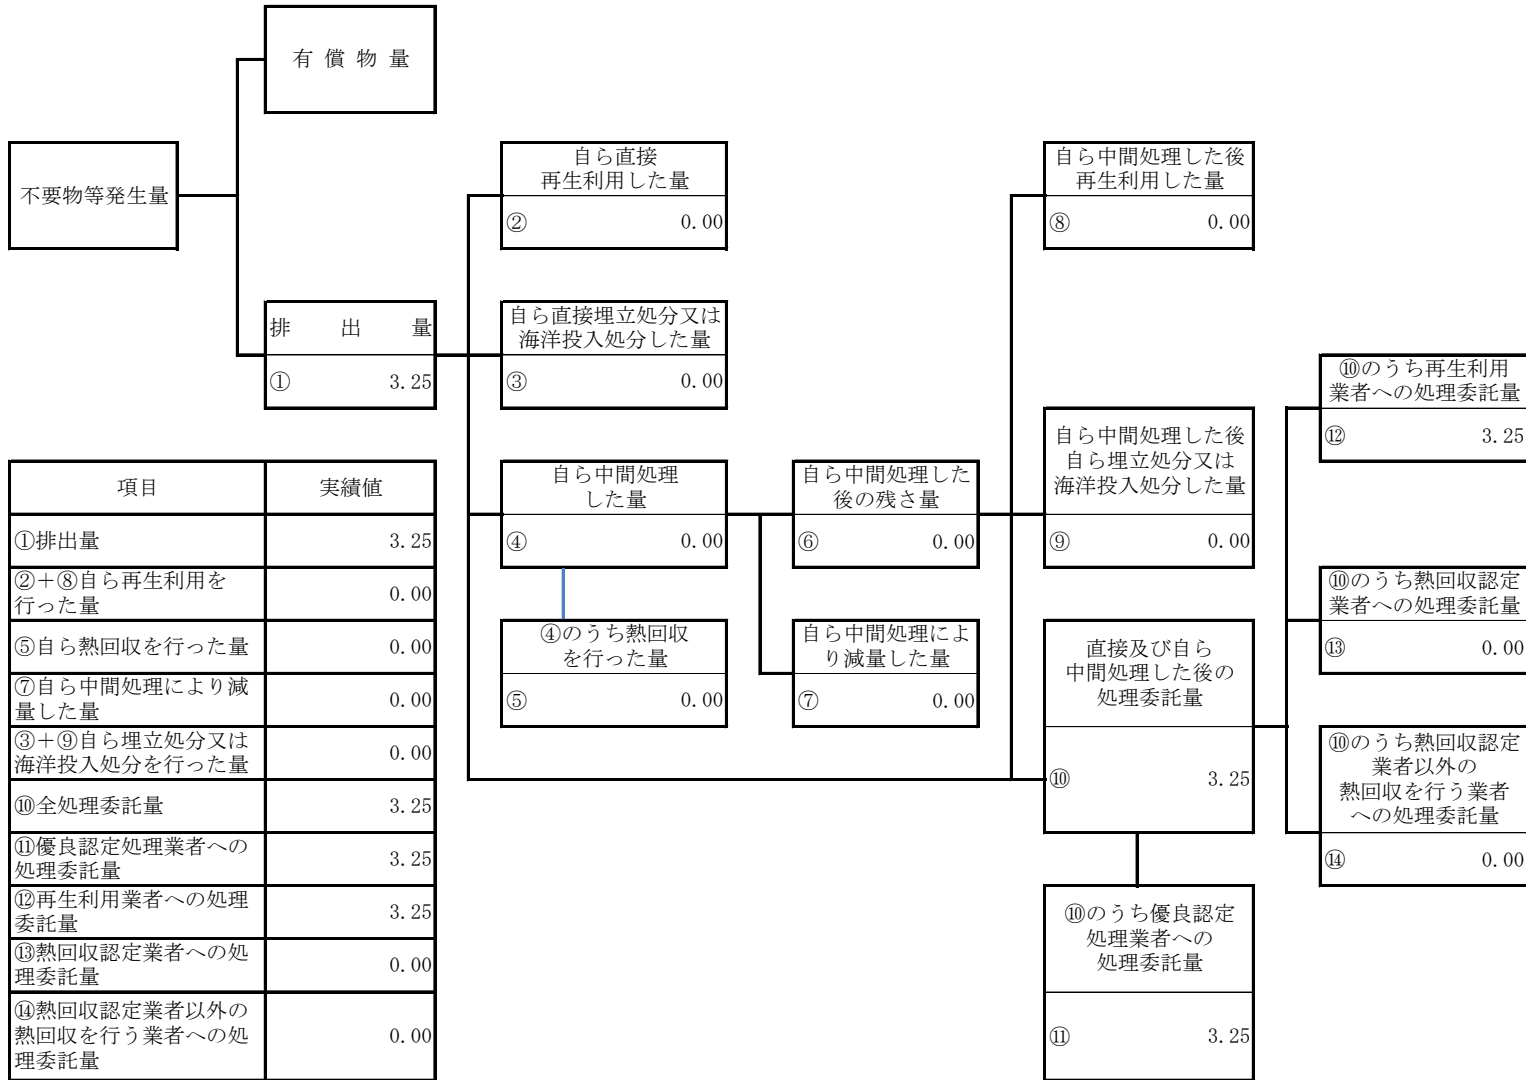 有 償 物 量
不要物等発生量
自ら直接
再生利用した量
② 0.00
自ら中間処理した後
再生利用した量
⑧ 0.00
排 出 量
① 3.25
自ら直接埋立処分又は
海洋投入処分した量
③ 0.00
⑩のうち再生利用
業者への処理委託量
⑫ 3.25
自ら中間処理した後
自ら埋立処分又は
海洋投入処分した量
⑨ 0.00
自ら中間処理
した量
④ 0.00
自ら中間処理した
後の残さ量
⑥ 0.00
④のうち熱回収
を行った量
⑤ 0.00
自ら中間処理によ
り減量した量
⑦ 0.00
直接及び自ら
中間処理した後の
処理委託量
⑩ 3.25
⑩のうち熱回収認定
業者への処理委託量
⑬ 0.00
⑩のうち熱回収認定
業者以外の
熱回収を行う業者
への処理委託量
⑭ 0.00
⑩のうち優良認定
処理業者への
処理委託量
⑪ 3.25
項目 実績値
①排出量 3.25
②＋⑧自ら再生利用を
行った量 0.00
⑤自ら熱回収を行った量 0.00
⑦自ら中間処理により減
量した量 0.00
③＋⑨自ら埋立処分又は
海洋投入処分を行った量 0.00
⑩全処理委託量 3.25
⑪優良認定処理業者への
処理委託量 3.25
⑫再生利用業者への処理
委託量 3.25
⑬熱回収認定業者への処
理委託量 0.00
⑭熱回収認定業者以外の
熱回収を行う業者への処
理委託量 0.00